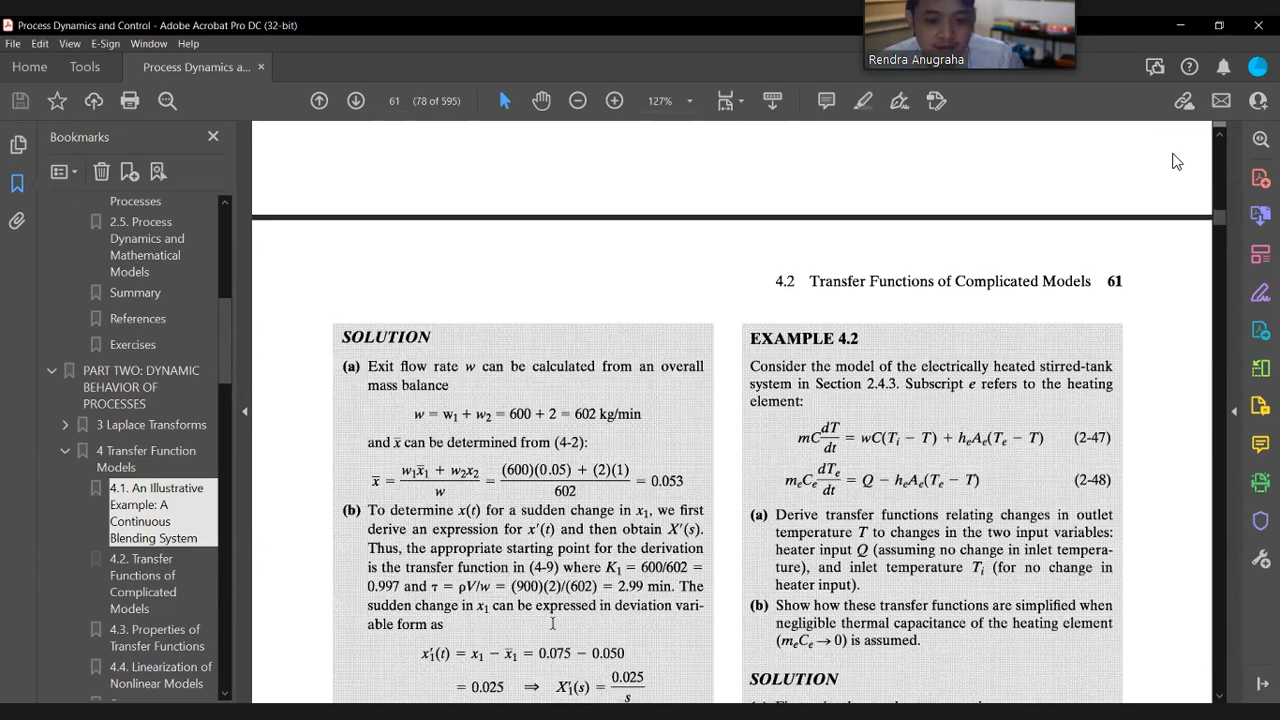 Process Dynamics and Control - Adobe Acrobat Pro DC (32-bit)
File Edit View E-Sign Window Help
Home Tools Process Dynamics a... ×
Rendra Anugraha
61 (78 of 595) 127%
Bookmarks
Processes
2.5. Process
Dynamics and
Mathematical
Models
Summary
References
Exercises
PART TWO: DYNAMIC
BEHAVIOR OF
PROCESSES
3 Laplace Transforms
4 Transfer Function
Models
4.1. An Illustrative
Example: A
Continuous
Blending System
4.2. Transfer
Functions of
Complicated
Models
4.3. Properties of
Transfer Functions
4.4. Linearization of
Nonlinear Models
4.2 Transfer Functions of Complicated Models 61
SOLUTION
(a) Exit flow rate w can be calculated from an overall
mass balance
w = w₁ + w₂ = 600 + 2 = 602 kg/min
and x̄ can be determined from (4-2):
x̄ = (w₁x̄₁ + w₂x₂)/w = ((600)(0.05) + (2)(1))/602 = 0.053
(b) To determine x(t) for a sudden change in x₁, we first
derive an expression for x′(t) and then obtain X′(s).
Thus, the appropriate starting point for the derivation
is the transfer function in (4-9) where K₁ = 600/602 =
0.997 and τ = ρV/w = (900)(2)/(602) = 2.99 min. The
sudden change in x₁ can be expressed in deviation vari-
able form as
x′₁(t) = x₁ − x̄₁ = 0.075 − 0.050
= 0.025 ⇒ X′₁(s) = 0.025/s
EXAMPLE 4.2
Consider the model of the electrically heated stirred-tank
system in Section 2.4.3. Subscript e refers to the heating
element:
mC dT/dt = wC(Tᵢ − T) + hₑAₑ(Tₑ − T) (2-47)
mₑCₑ dTₑ/dt = Q − hₑAₑ(Tₑ − T) (2-48)
(a) Derive transfer functions relating changes in outlet
temperature T to changes in the two input variables:
heater input Q (assuming no change in inlet tempera-
ture), and inlet temperature Tᵢ (for no change in
heater input).
(b) Show how these transfer functions are simplified when
negligible thermal capacitance of the heating element
(mₑCₑ → 0) is assumed.
SOLUTION